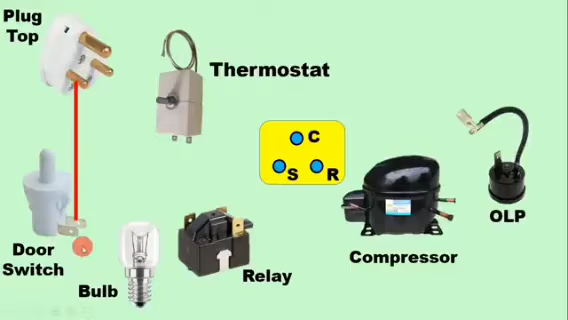 Plug
Top
Thermostat
C
S
R
OLP
Door
Switch
Compressor
Relay
Bulb